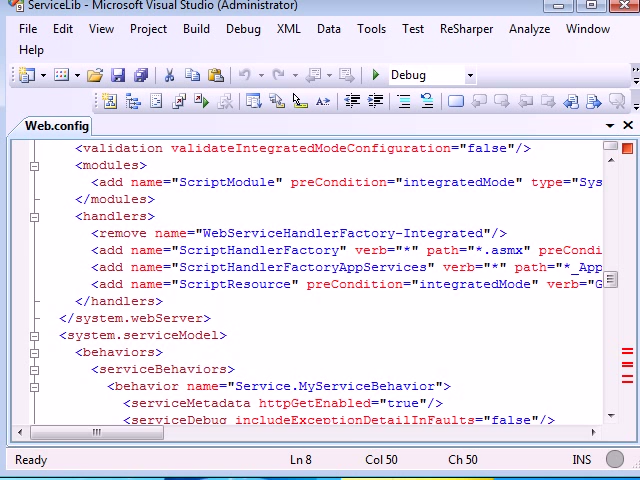 ServiceLib - Microsoft Visual Studio (Administrator)
File Edit View Project Build Debug XML Data Tools Test ReSharper Analyze Window
Help
Debug
Web.config
<validation validateIntegratedModeConfiguration="false"/>
<modules>
<add name="ScriptModule" preCondition="integratedMode" type="Sys
</modules>
<handlers>
<remove name="WebServiceHandlerFactory-Integrated"/>
<add name="ScriptHandlerFactory" verb="*" path="*.asmx" preCondi
<add name="ScriptHandlerFactoryAppServices" verb="*" path="*_App
<add name="ScriptResource" preCondition="integratedMode" verb="G
</handlers>
</system.webServer>
<system.serviceModel>
<behaviors>
<serviceBehaviors>
<behavior name="Service.MyServiceBehavior">
<serviceMetadata httpGetEnabled="true"/>
<serviceDebug includeExceptionDetailInFaults="false"/>
Ready Ln 8 Col 50 Ch 50 INS